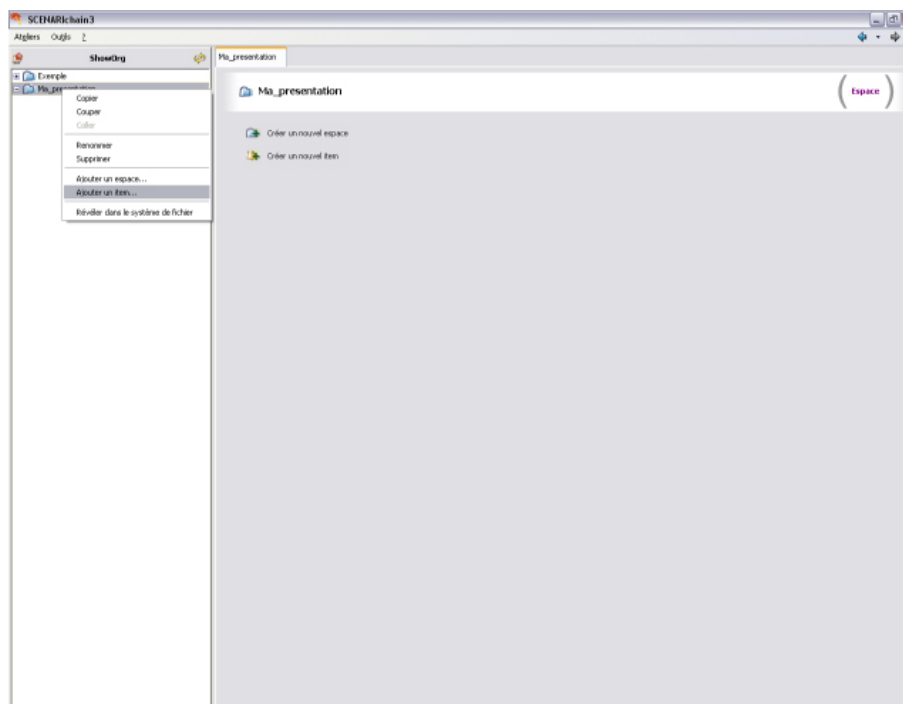 SCENARIchain3
Ateliers Outils ?
ShowOrg
Ma_presentation
Exemple
Ma_presentation
Ma_presentation
Espace
Créer un nouvel espace
Créer un nouvel item
Copier
Couper
Coller
Renommer
Supprimer
Ajouter un espace...
Ajouter un item...
Révéler dans le système de fichier